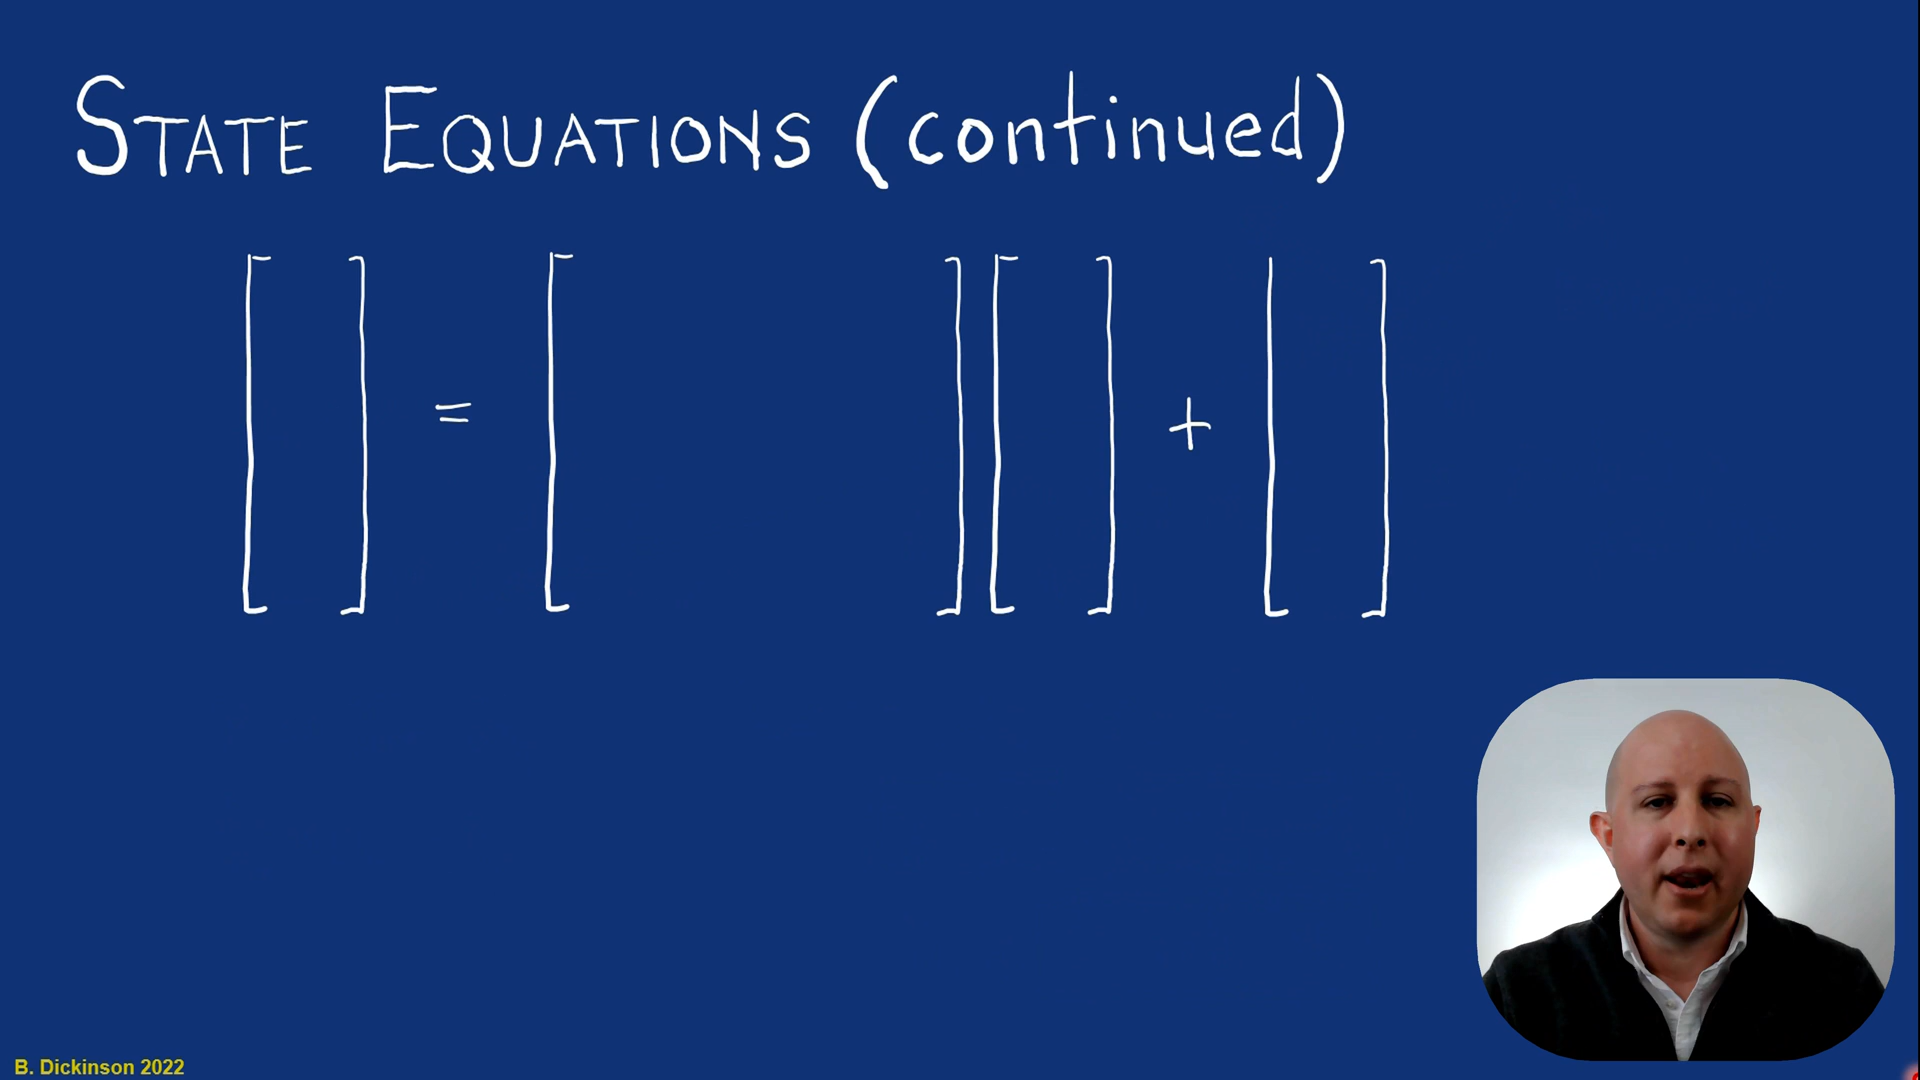 STATE EQUATIONS (continued)
[ ] = [ ] [ ] + [ ]
B. Dickinson 2022